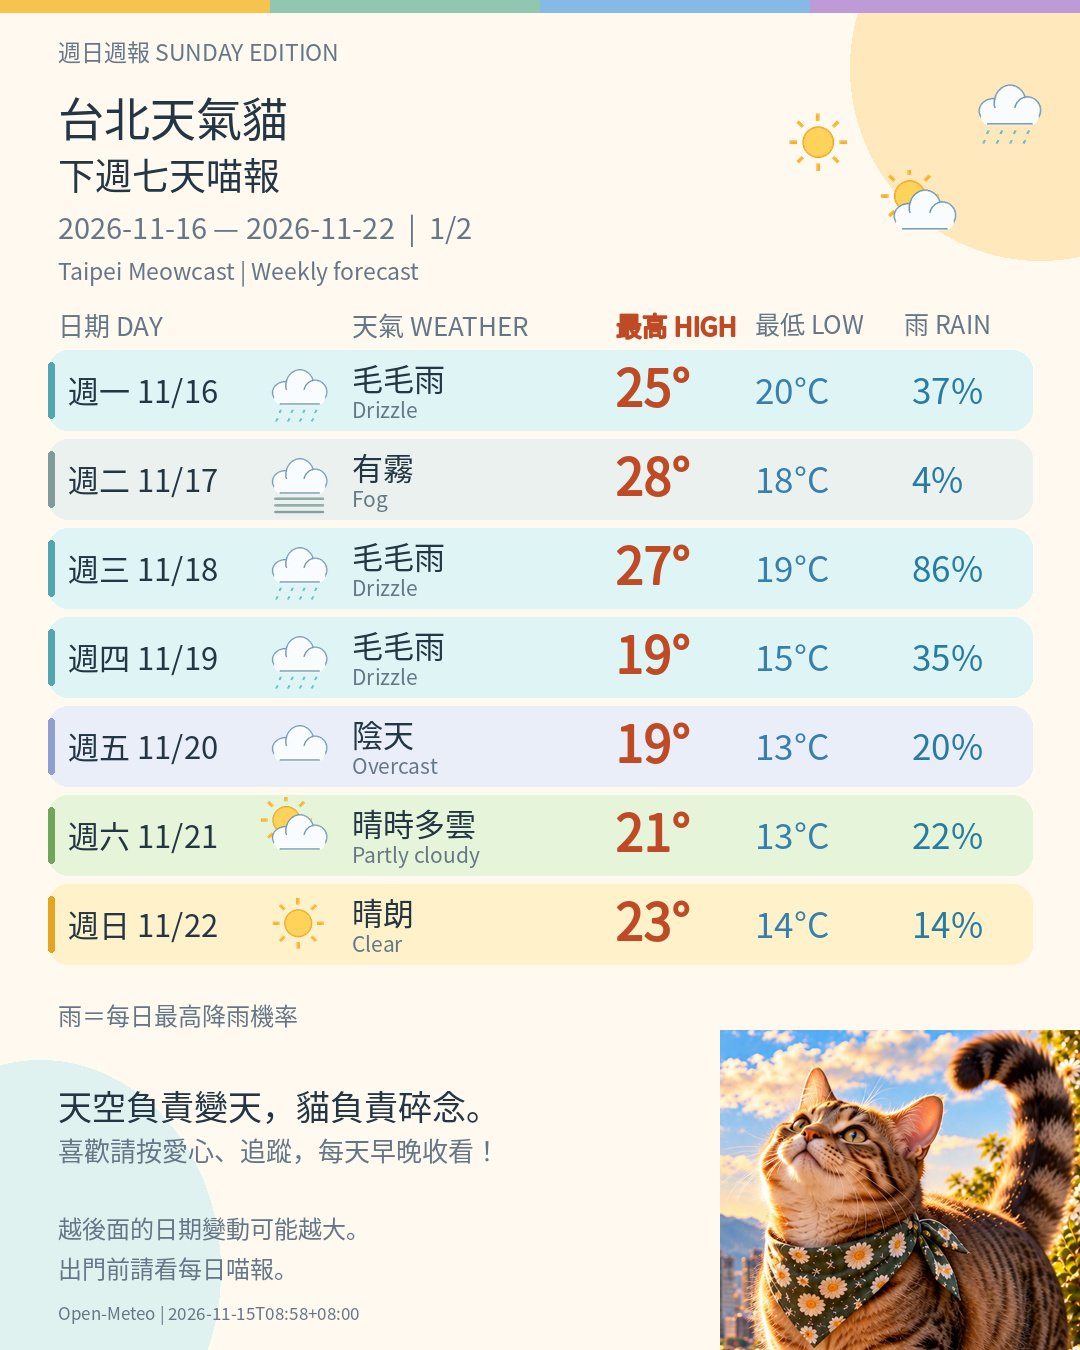 週日週報 SUNDAY EDITION
台北天氣貓
下週七天喵報
2026-11-16 — 2026-11-22 | 1/2
Taipei Meowcast | Weekly forecast
日期 DAY 天氣 WEATHER 最高 HIGH 最低 LOW 雨 RAIN
週一 11/16 毛毛雨 25° 20°C 37%
Drizzle
週二 11/17 有霧 28° 18°C 4%
Fog
週三 11/18 毛毛雨 27° 19°C 86%
Drizzle
週四 11/19 毛毛雨 19° 15°C 35%
Drizzle
週五 11/20 陰天 19° 13°C 20%
Overcast
週六 11/21 晴時多雲 21° 13°C 22%
Partly cloudy
週日 11/22 晴朗 23° 14°C 14%
Clear
雨＝每日最高降雨機率
天空負責變天，貓負責碎念。
喜歡請按愛心、追蹤，每天早晚收看！
越後面的日期變動可能越大。
出門前請看每日喵報。
Open-Meteo | 2026-11-15T08:58+08:00